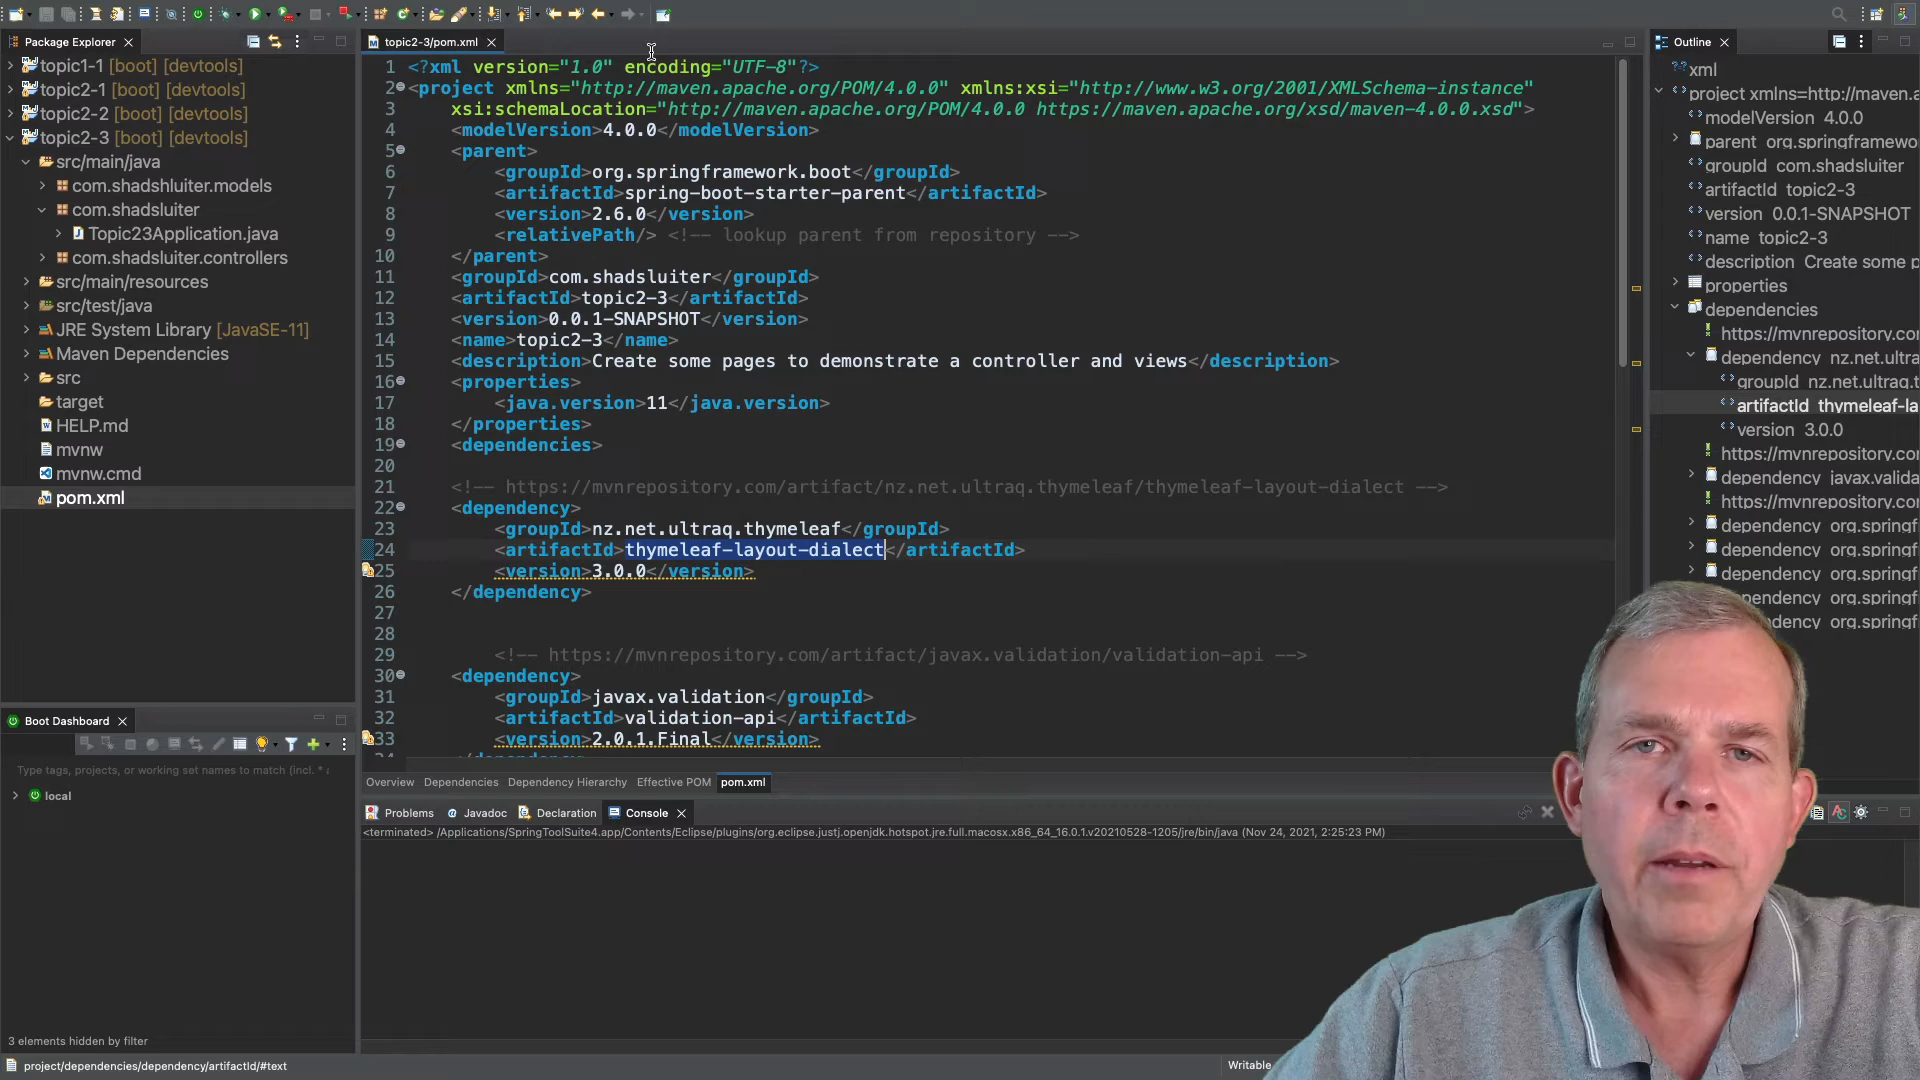 Package Explorer
topic1-1 [boot] [devtools]
topic2-1 [boot] [devtools]
topic2-2 [boot] [devtools]
topic2-3 [boot] [devtools]
src/main/java
com.shadshluiter.models
com.shadsluiter
Topic23Application.java
com.shadsluiter.controllers
src/main/resources
src/test/java
JRE System Library [JavaSE-11]
Maven Dependencies
src
target
HELP.md
mvnw
mvnw.cmd
pom.xml
Boot Dashboard
Type tags, projects, or working set names to match (incl. *
local
3 elements hidden by filter
project/dependencies/dependency/artifactId/#text
topic2-3/pom.xml
1 <?xml version="1.0" encoding="UTF-8"?>
2 <project xmlns="http://maven.apache.org/POM/4.0.0" xmlns:xsi="http://www.w3.org/2001/XMLSchema-instance"
3 xsi:schemaLocation="http://maven.apache.org/POM/4.0.0 https://maven.apache.org/xsd/maven-4.0.0.xsd">
4 <modelVersion>4.0.0</modelVersion>
5 <parent>
6 <groupId>org.springframework.boot</groupId>
7 <artifactId>spring-boot-starter-parent</artifactId>
8 <version>2.6.0</version>
9 <relativePath/> <!-- lookup parent from repository -->
10 </parent>
11 <groupId>com.shadsluiter</groupId>
12 <artifactId>topic2-3</artifactId>
13 <version>0.0.1-SNAPSHOT</version>
14 <name>topic2-3</name>
15 <description>Create some pages to demonstrate a controller and views</description>
16 <properties>
17 <java.version>11</java.version>
18 </properties>
19 <dependencies>
20
21 <!-- https://mvnrepository.com/artifact/nz.net.ultraq.thymeleaf/thymeleaf-layout-dialect -->
22 <dependency>
23 <groupId>nz.net.ultraq.thymeleaf</groupId>
24 <artifactId>thymeleaf-layout-dialect</artifactId>
25 <version>3.0.0</version>
26 </dependency>
27
28
29 <!-- https://mvnrepository.com/artifact/javax.validation/validation-api -->
30 <dependency>
31 <groupId>javax.validation</groupId>
32 <artifactId>validation-api</artifactId>
33 <version>2.0.1.Final</version>
Overview Dependencies Dependency Hierarchy Effective POM pom.xml
Problems Javadoc Declaration Console
<terminated> /Applications/SpringToolSuite4.app/Contents/Eclipse/plugins/org.eclipse.justj.openjdk.hotspot.jre.full.macosx.x86_64_16.0.1.v20210528-1205/jre/bin/java (Nov 24, 2021, 2:25:23 PM)
Writable
Outline
xml
project xmlns=http://maven.a
modelVersion 4.0.0
parent org.springframewo
groupId com.shadsluiter
artifactId topic2-3
version 0.0.1-SNAPSHOT
name topic2-3
description Create some p
properties
dependencies
https://mvnrepository.co
dependency nz.net.ultra
groupId nz.net.ultraq.t
artifactId thymeleaf-la
version 3.0.0
https://mvnrepository.co
dependency javax.valida
https://mvnrepository.co
dependency org.springf
dependency org.springf
dependency org.springf
dependency org.springf
dependency org.springf